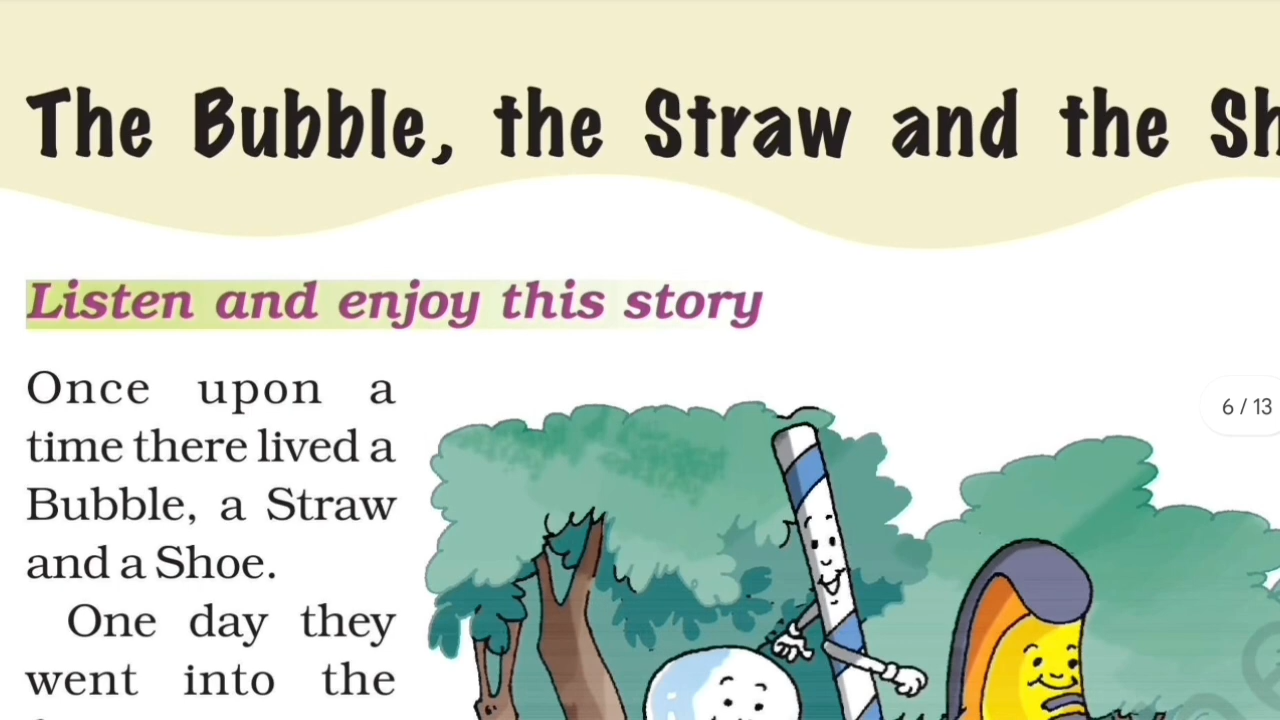 The Bubble, the Straw and the Sh
Listen and enjoy this story
Once upon a
time there lived a
Bubble, a Straw
and a Shoe.
6 / 13
One day they
went into the